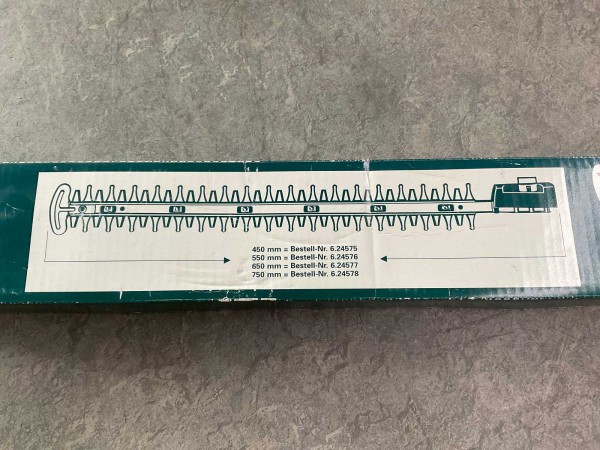 450 mm = Bestell-Nr. 6.24575
550 mm = Bestell-Nr. 6.24576
650 mm = Bestell-Nr. 6.24577
750 mm = Bestell-Nr. 6.24578